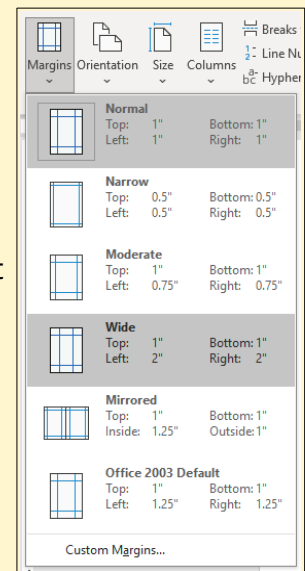 Margins Orientation Size Columns
Breaks
Line Nu
Hypher
Normal
Top: 1" Bottom: 1"
Left: 1" Right: 1"
Narrow
Top: 0.5" Bottom: 0.5"
Left: 0.5" Right: 0.5"
Moderate
Top: 1" Bottom: 1"
Left: 0.75" Right: 0.75"
Wide
Top: 1" Bottom: 1"
Left: 2" Right: 2"
Mirrored
Top: 1" Bottom: 1"
Inside: 1.25" Outside: 1"
Office 2003 Default
Top: 1" Bottom: 1"
Left: 1.25" Right: 1.25"
Custom Margins...